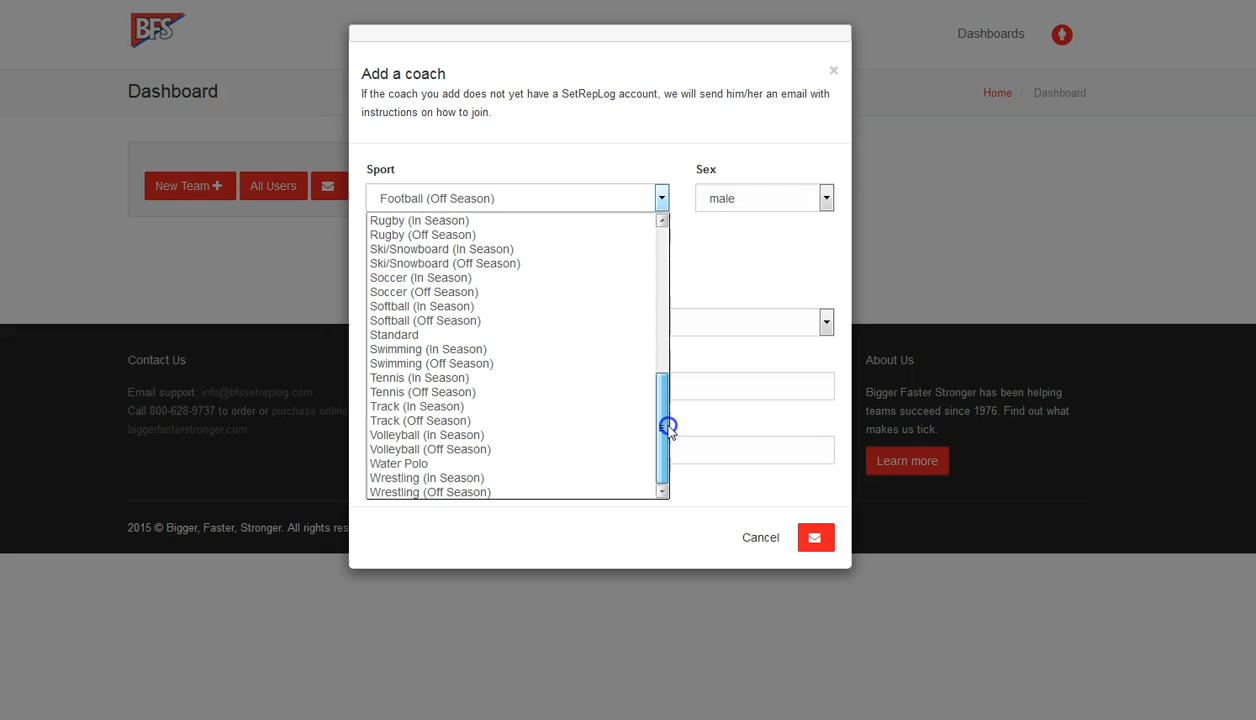 BFS
Dashboards
Dashboard
Home / Dashboard
New Team
All Users
Add a coach
×
If the coach you add does not yet have a SetRepLog account, we will send him/her an email with
instructions on how to join.
Sport
Sex
Football (Off Season)
male
Rugby (In Season)
Rugby (Off Season)
Ski/Snowboard (In Season)
Ski/Snowboard (Off Season)
Soccer (In Season)
Soccer (Off Season)
Softball (In Season)
Softball (Off Season)
Standard
Swimming (In Season)
Swimming (Off Season)
Tennis (In Season)
Tennis (Off Season)
Track (In Season)
Track (Off Season)
Volleyball (In Season)
Volleyball (Off Season)
Water Polo
Wrestling (In Season)
Wrestling (Off Season)
Cancel
Contact Us
Email support: info@bfssetreplog.com
Call 800-628-9737 to order or purchase online
biggerfasterstronger.com
2015 © Bigger, Faster, Stronger. All rights res
About Us
Bigger Faster Stronger has been helping
teams succeed since 1976. Find out what
makes us tick.
Learn more